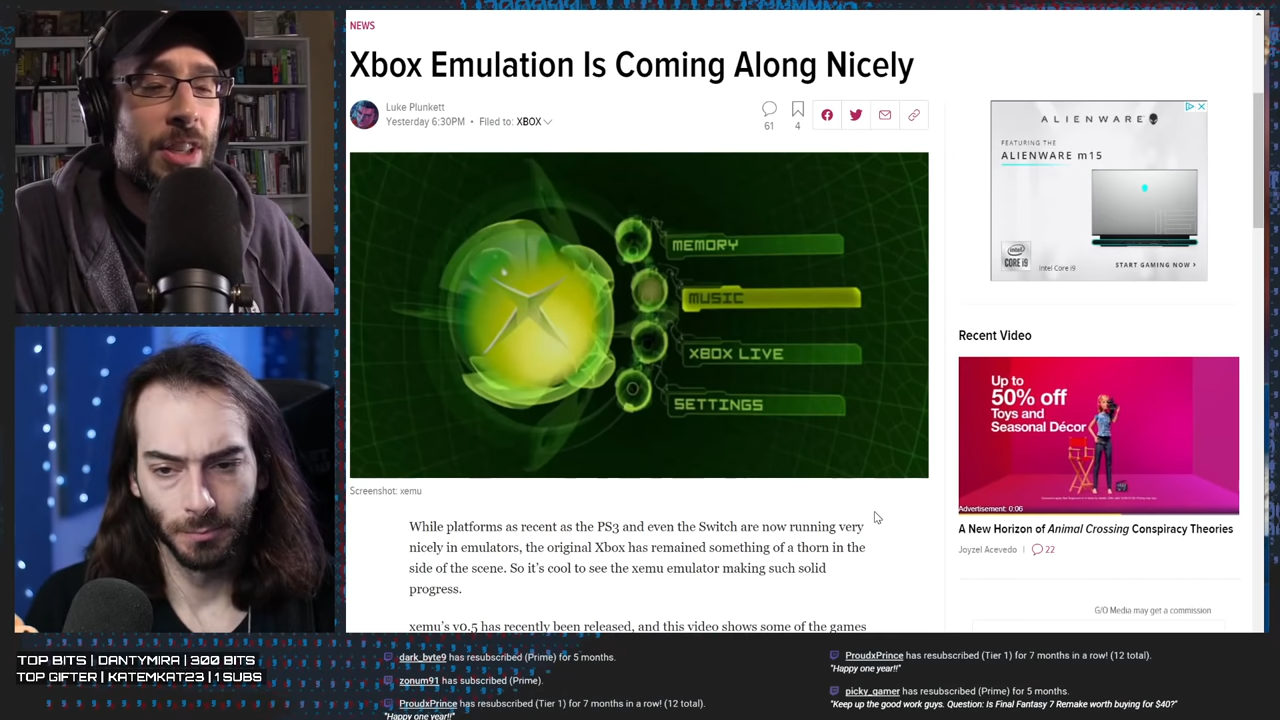 NEWS
Xbox Emulation Is Coming Along Nicely
Luke Plunkett
Yesterday 6:30PM • Filed to: XBOX
61
4
MEMORY
MUSIC
XBOX LIVE
SETTINGS
Screenshot: xemu
While platforms as recent as the PS3 and even the Switch are now running very
nicely in emulators, the original Xbox has remained something of a thorn in the
side of the scene. So it's cool to see the xemu emulator making such solid
progress.
xemu's v0.5 has recently been released, and this video shows some of the games
ALIENWARE
FEATURING THE
ALIENWARE m15
intel
CORE i9
Intel Core i9
START GAMING NOW >
Recent Video
Up to
50% off
Toys and
Seasonal Décor
Advertisement: 0:06
A New Horizon of Animal Crossing Conspiracy Theories
Joyzel Acevedo | 22
G/O Media may get a commission
TOP BITS | DANTYMIRA | 300 BITS
TOP GIFTER | KATEMKAT23 | 1 SUBS
dark_byte9 has resubscribed (Prime) for 5 months.
zonum91 has subscribed (Prime).
ProudxPrince has resubscribed (Tier 1) for 7 months in a row! (12 total).
"Happy one year!!"
ProudxPrince has resubscribed (Tier 1) for 7 months in a row! (12 total).
"Happy one year!!"
picky_gamer has resubscribed (Prime) for 5 months.
"Keep up the good work guys. Question: Is Final Fantasy 7 Remake worth buying for $40?"